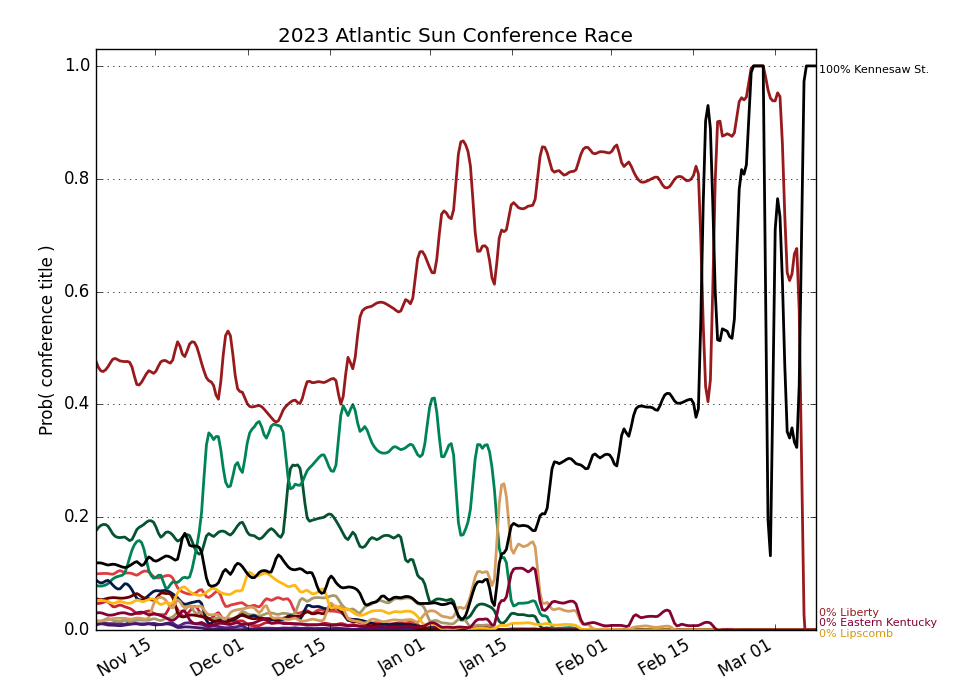 2023 Atlantic Sun Conference Race
Prob( conference title )
1.0
0.8
0.6
0.4
0.2
0.0
100% Kennesaw St.
0% Liberty
0% Eastern Kentucky
0% Lipscomb
Nov 15
Dec 01
Dec 15
Jan 01
Jan 15
Feb 01
Feb 15
Mar 01